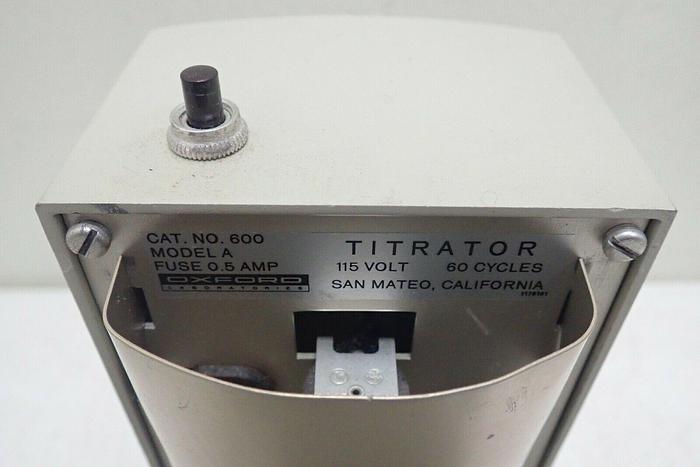 CAT. NO. 600
MODEL A
FUSE 0.5 AMP
OXFORD
LABORATORIES
TITRATOR
115 VOLT 60 CYCLES
SAN MATEO, CALIFORNIA